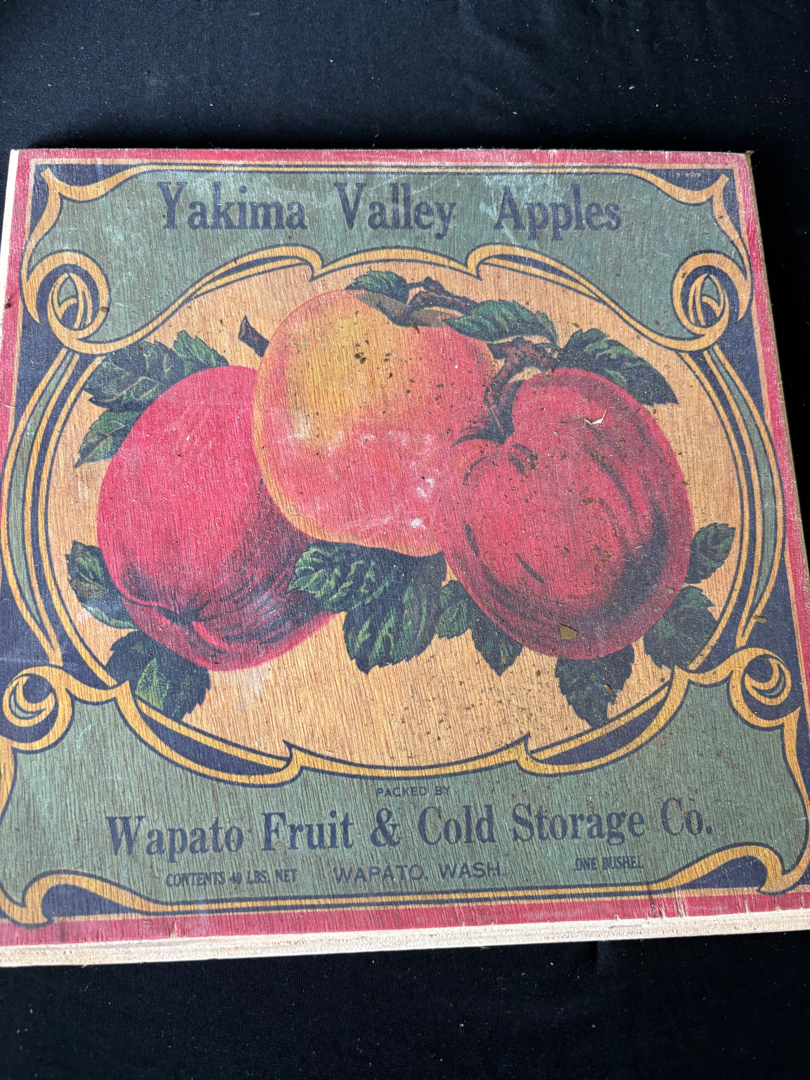 Yakima Valley Apples
PACKED BY
Wapato Fruit & Cold Storage Co.
CONTENTS 40 LBS. NET WAPATO, WASH. ONE BUSHEL